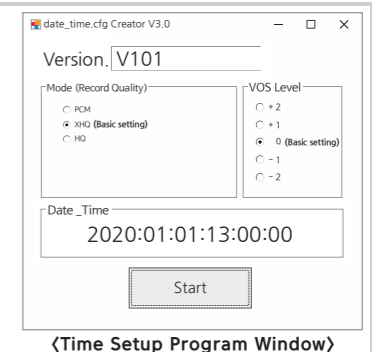 date_time.cfg Creator V3.0
Version. V101
Mode (Record Quality)
PCM
XHQ (Basic setting)
HQ
VOS Level
+ 2
+ 1
0 (Basic setting)
− 1
− 2
Date _Time
2020:01:01:13:00:00
Start
〈Time Setup Program Window〉